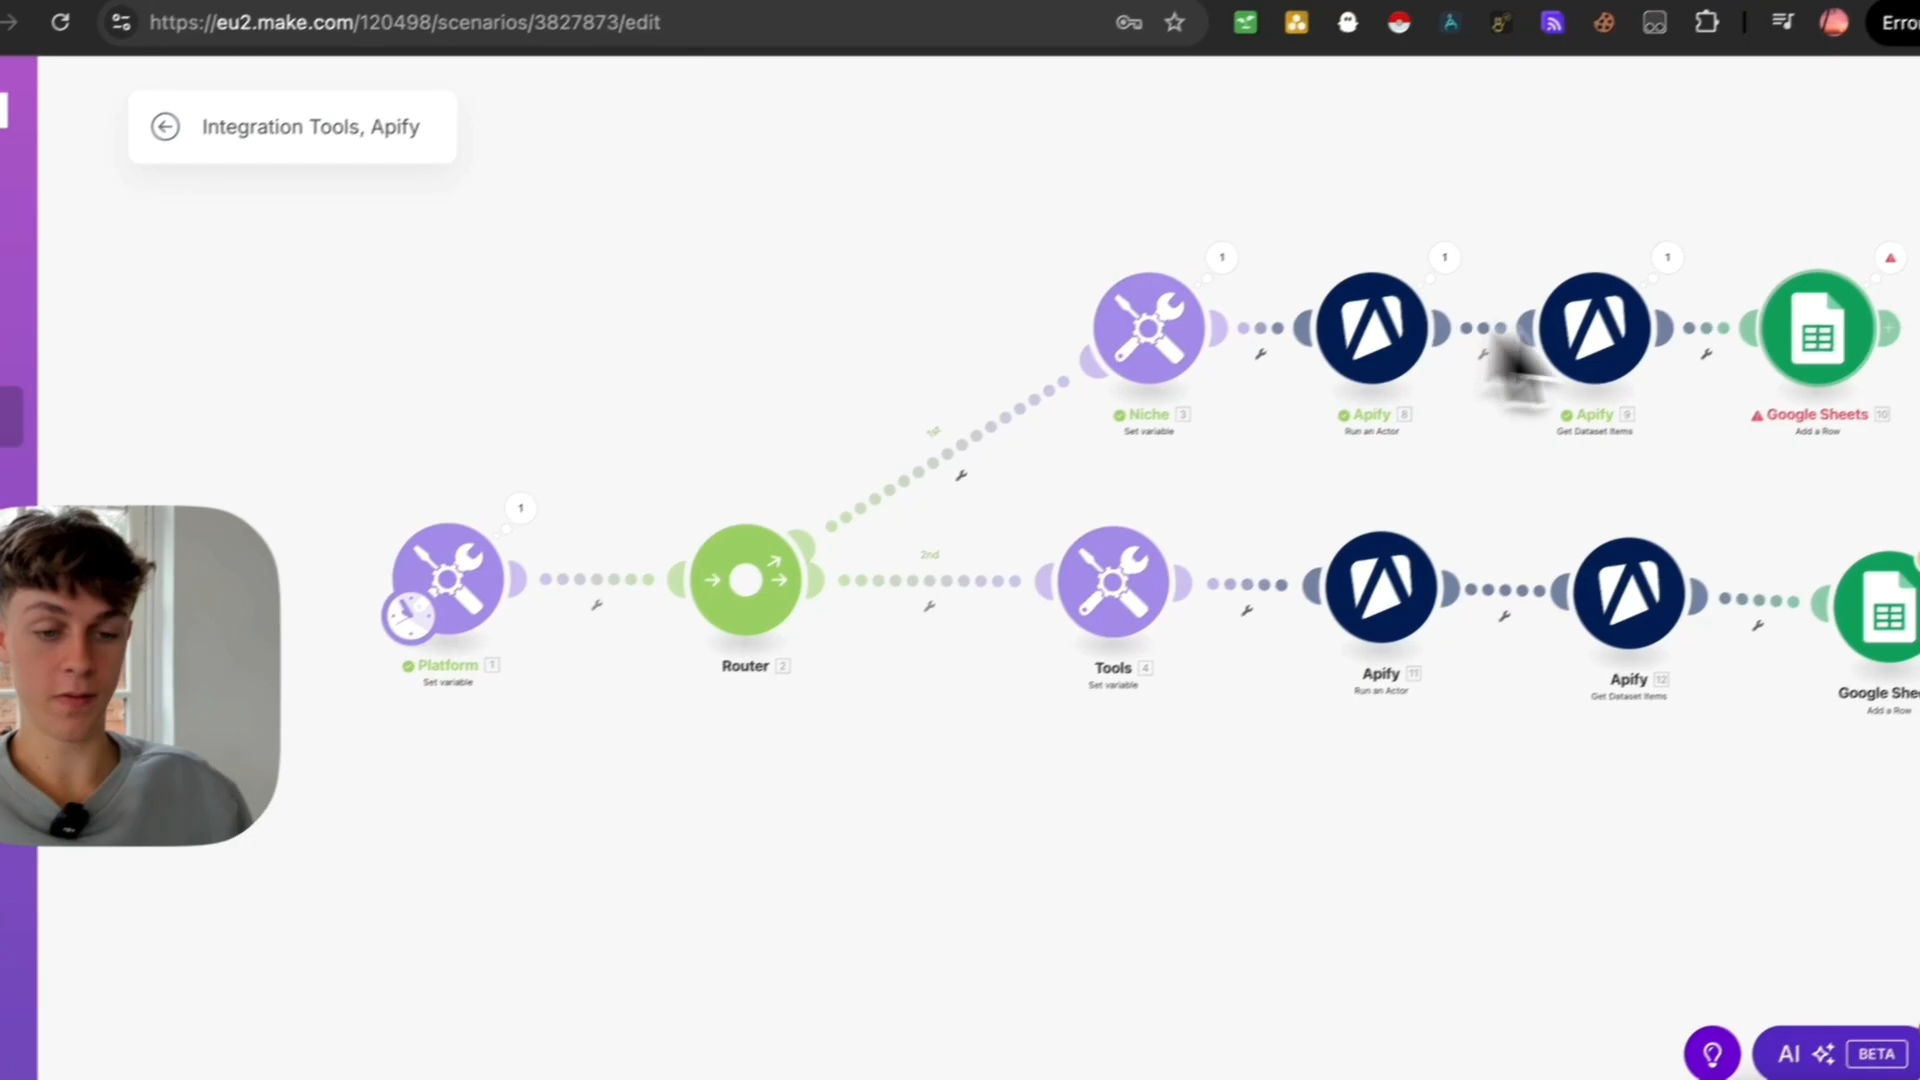 https://eu2.make.com/120498/scenarios/3827873/edit
Erro
Integration Tools, Apify
1
1
1
Niche 3
Set variable
Apify 8
Run an Actor
Apify 9
Get Dataset Items
Google Sheets 10
Add a Row
1st
1
2nd
Platform 1
Set variable
Router 2
Tools 4
Set variable
Apify 11
Run an Actor
Apify 12
Get Dataset Items
Google Shee
Add a Row
AI BETA